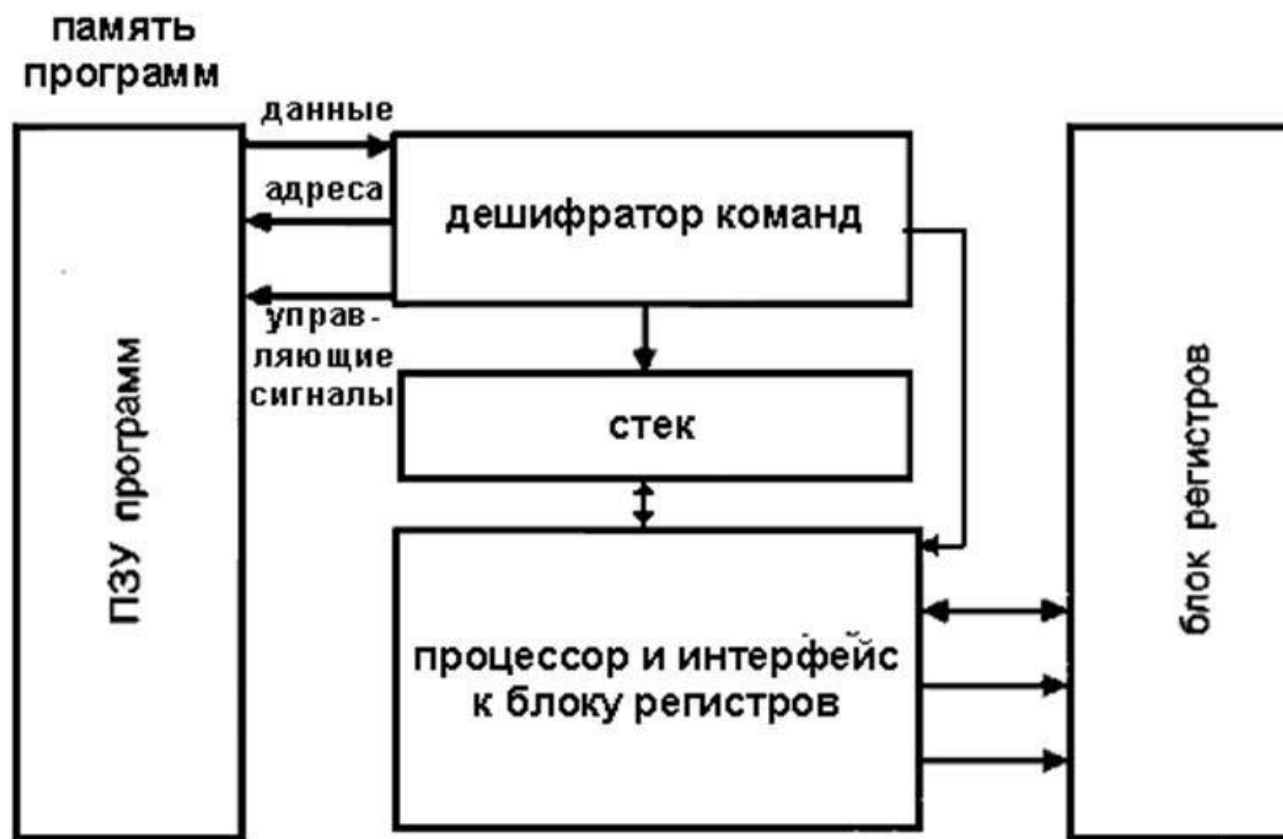 память
программ
данные
адреса
управ-
ляющие
сигналы
ПЗУ программ
дешифратор команд
стек
процессор и интерфейс
к блоку регистров
блок регистров